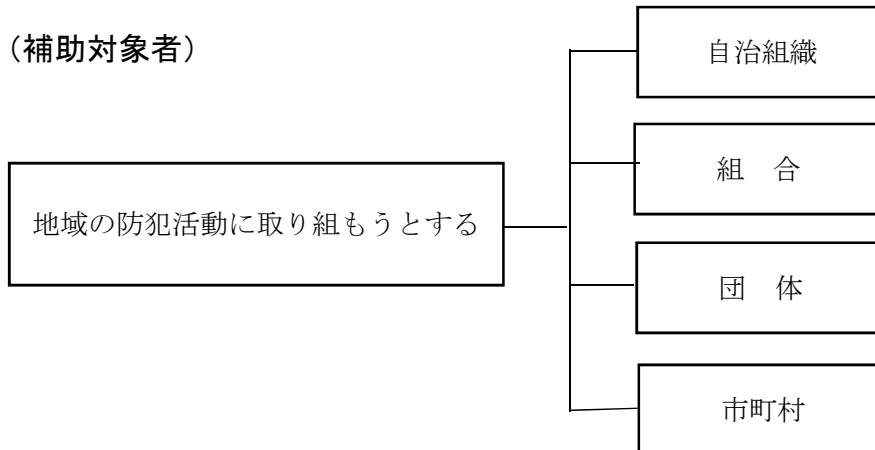 (補助対象者)
自治組織
組　合
地域の防犯活動に取り組もうとする
団　体
市町村